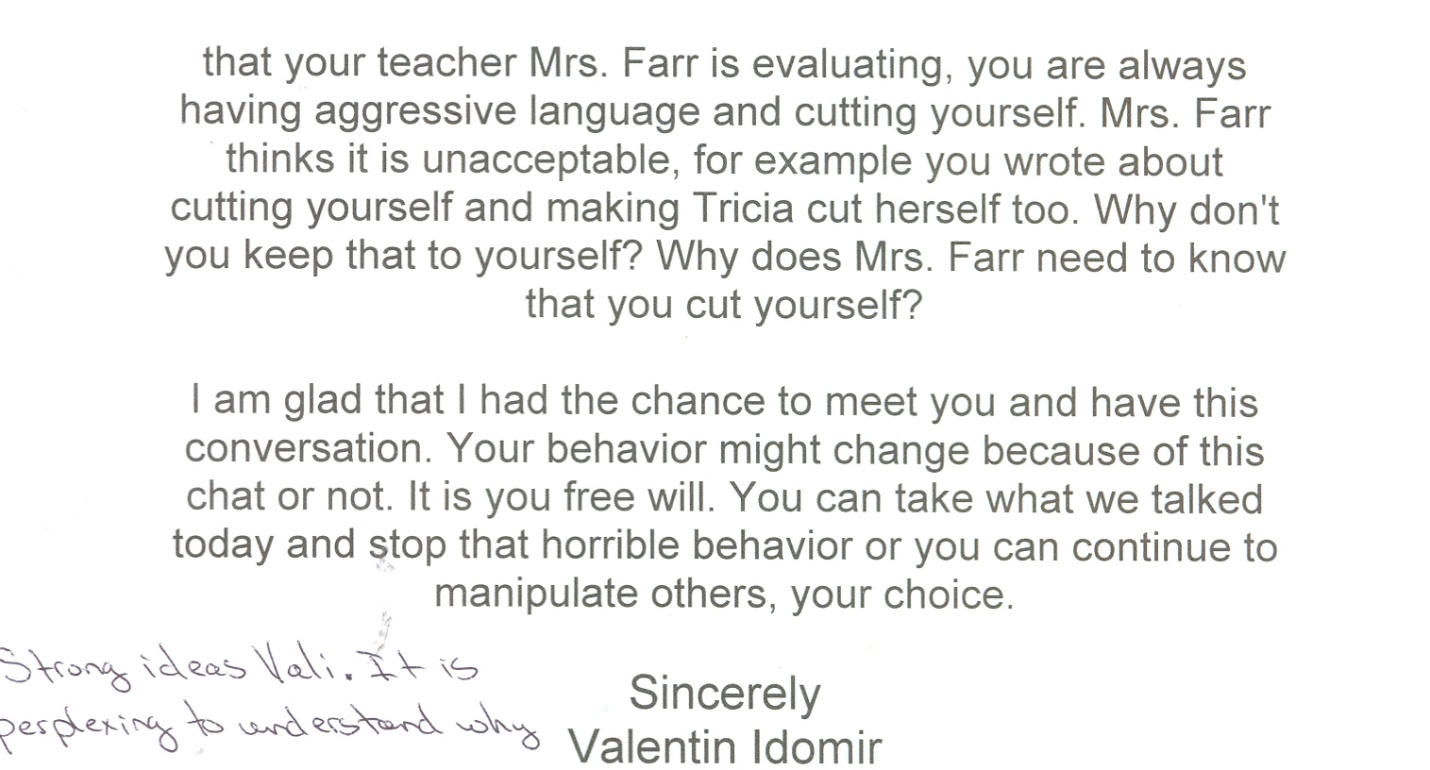 that your teacher Mrs. Farr is evaluating, you are always
having aggressive language and cutting yourself. Mrs. Farr
thinks it is unacceptable, for example you wrote about
cutting yourself and making Tricia cut herself too. Why don't
you keep that to yourself? Why does Mrs. Farr need to know
that you cut yourself?
I am glad that I had the chance to meet you and have this
conversation. Your behavior might change because of this
chat or not. It is you free will. You can take what we talked
today and stop that horrible behavior or you can continue to
manipulate others, your choice.
Strong ideas Vali. It is
perplexing to understand why
Sincerely
Valentin Idomir